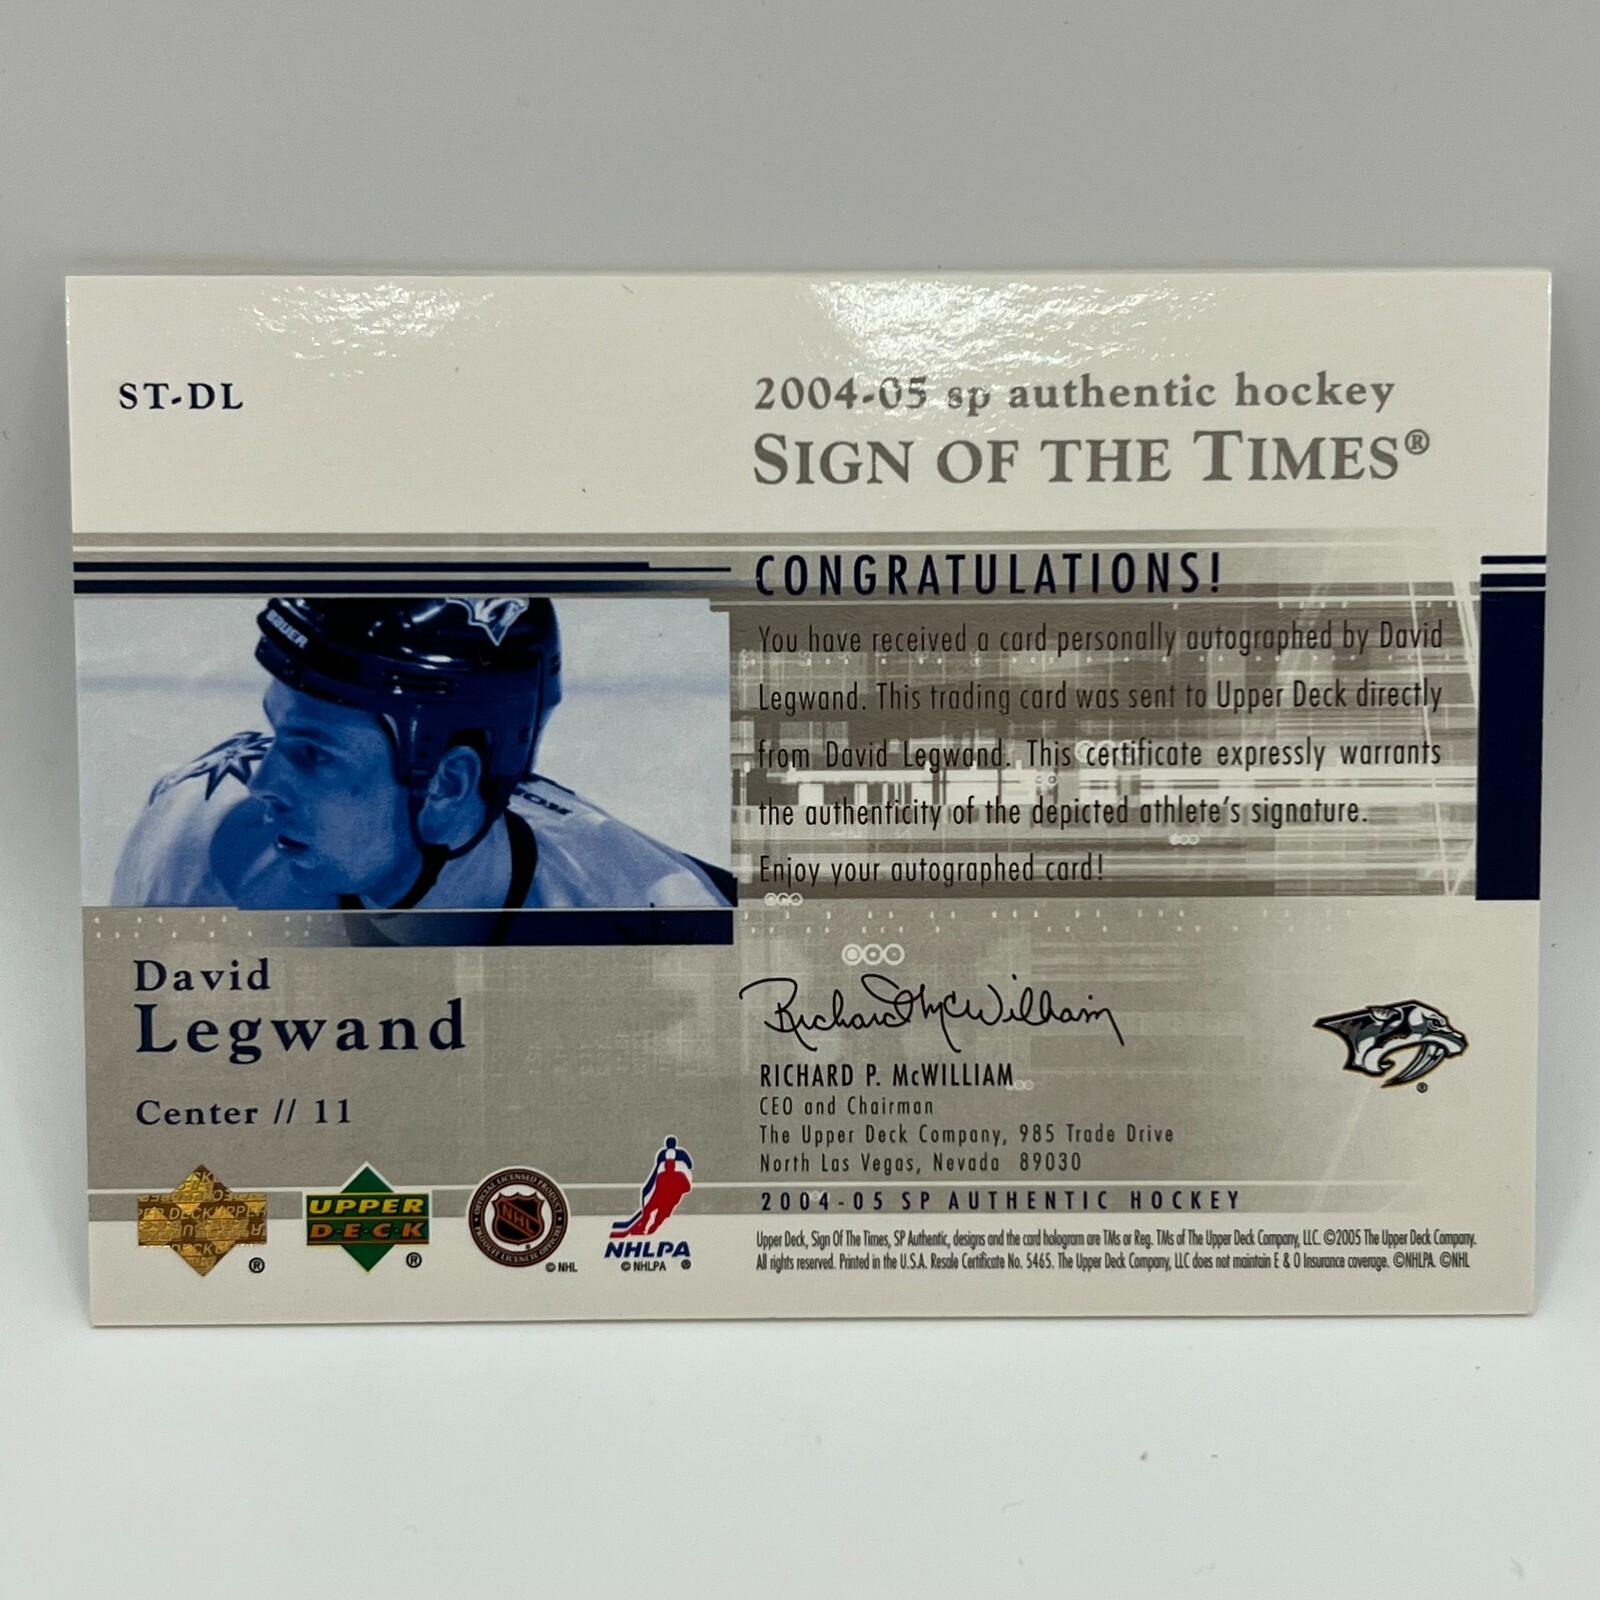 ST-DL
2004-05 sp authentic hockey
SIGN OF THE TIMES®
CONGRATULATIONS!
You have received a card personally autographed by David
Legwand. This trading card was sent to Upper Deck directly
from David Legwand. This certificate expressly warrants
the authenticity of the depicted athlete's signature.
Enjoy your autographed card!
BAUER
David
Legwand
Center // 11
Richard McWilliam
RICHARD P. McWILLIAM
CEO and Chairman
The Upper Deck Company, 985 Trade Drive
North Las Vegas, Nevada 89030
2004-05 SP AUTHENTIC HOCKEY
UPPER
DECK
®
®
OFFICIAL LICENSED PRODUCT
NHL
© NHL
NHLPA
© NHLPA ®
®
Upper Deck, Sign Of The Times, SP Authentic, designs and the card hologram are TMs or Reg. TMs of The Upper Deck Company, LLC. ©2005 The Upper Deck Company.
All rights reserved. Printed in the U.S.A. Resale Certificate No. 5465. The Upper Deck Company, LLC does not maintain E & O Insurance coverage. ©NHLPA. ©NHL